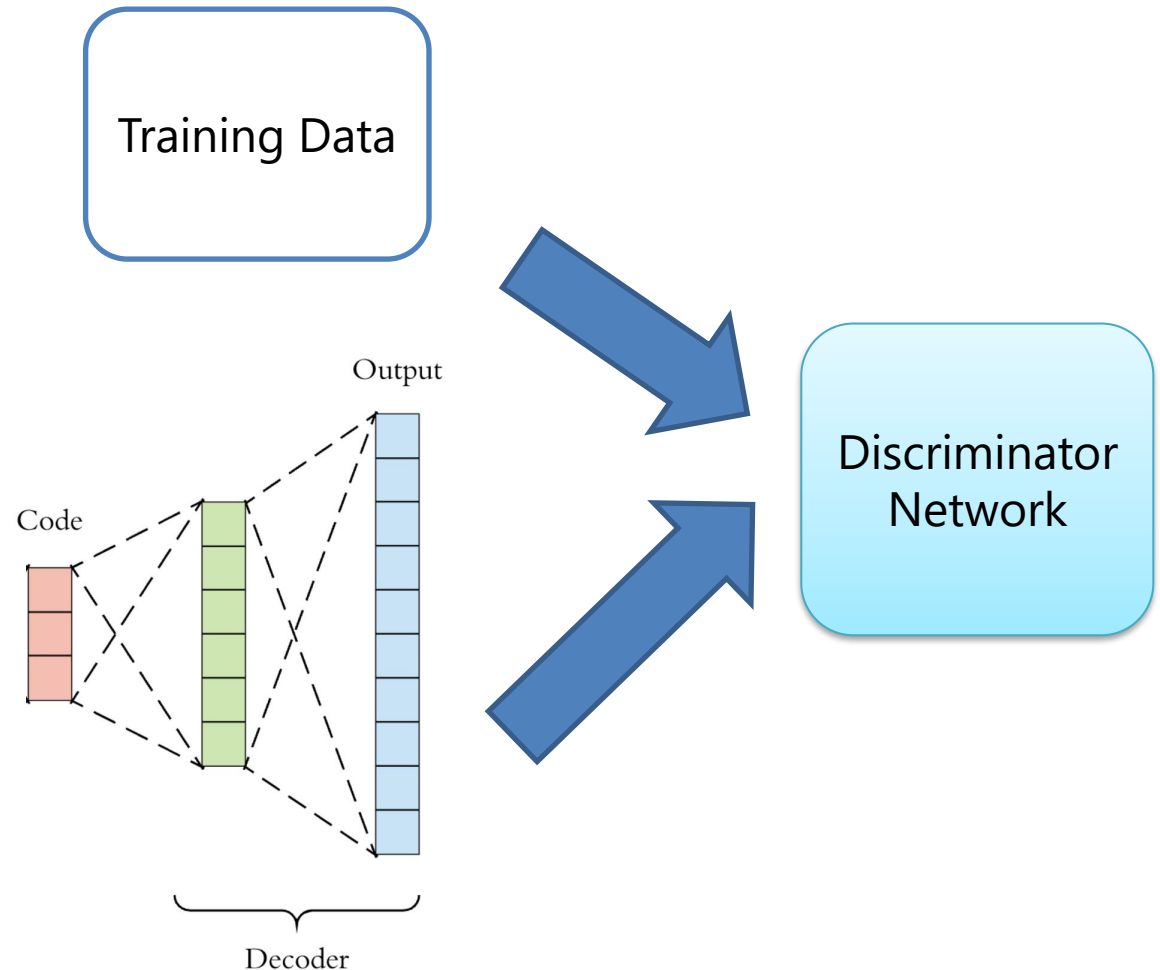 Training Data
Output
Code
Discriminator
Network
Decoder